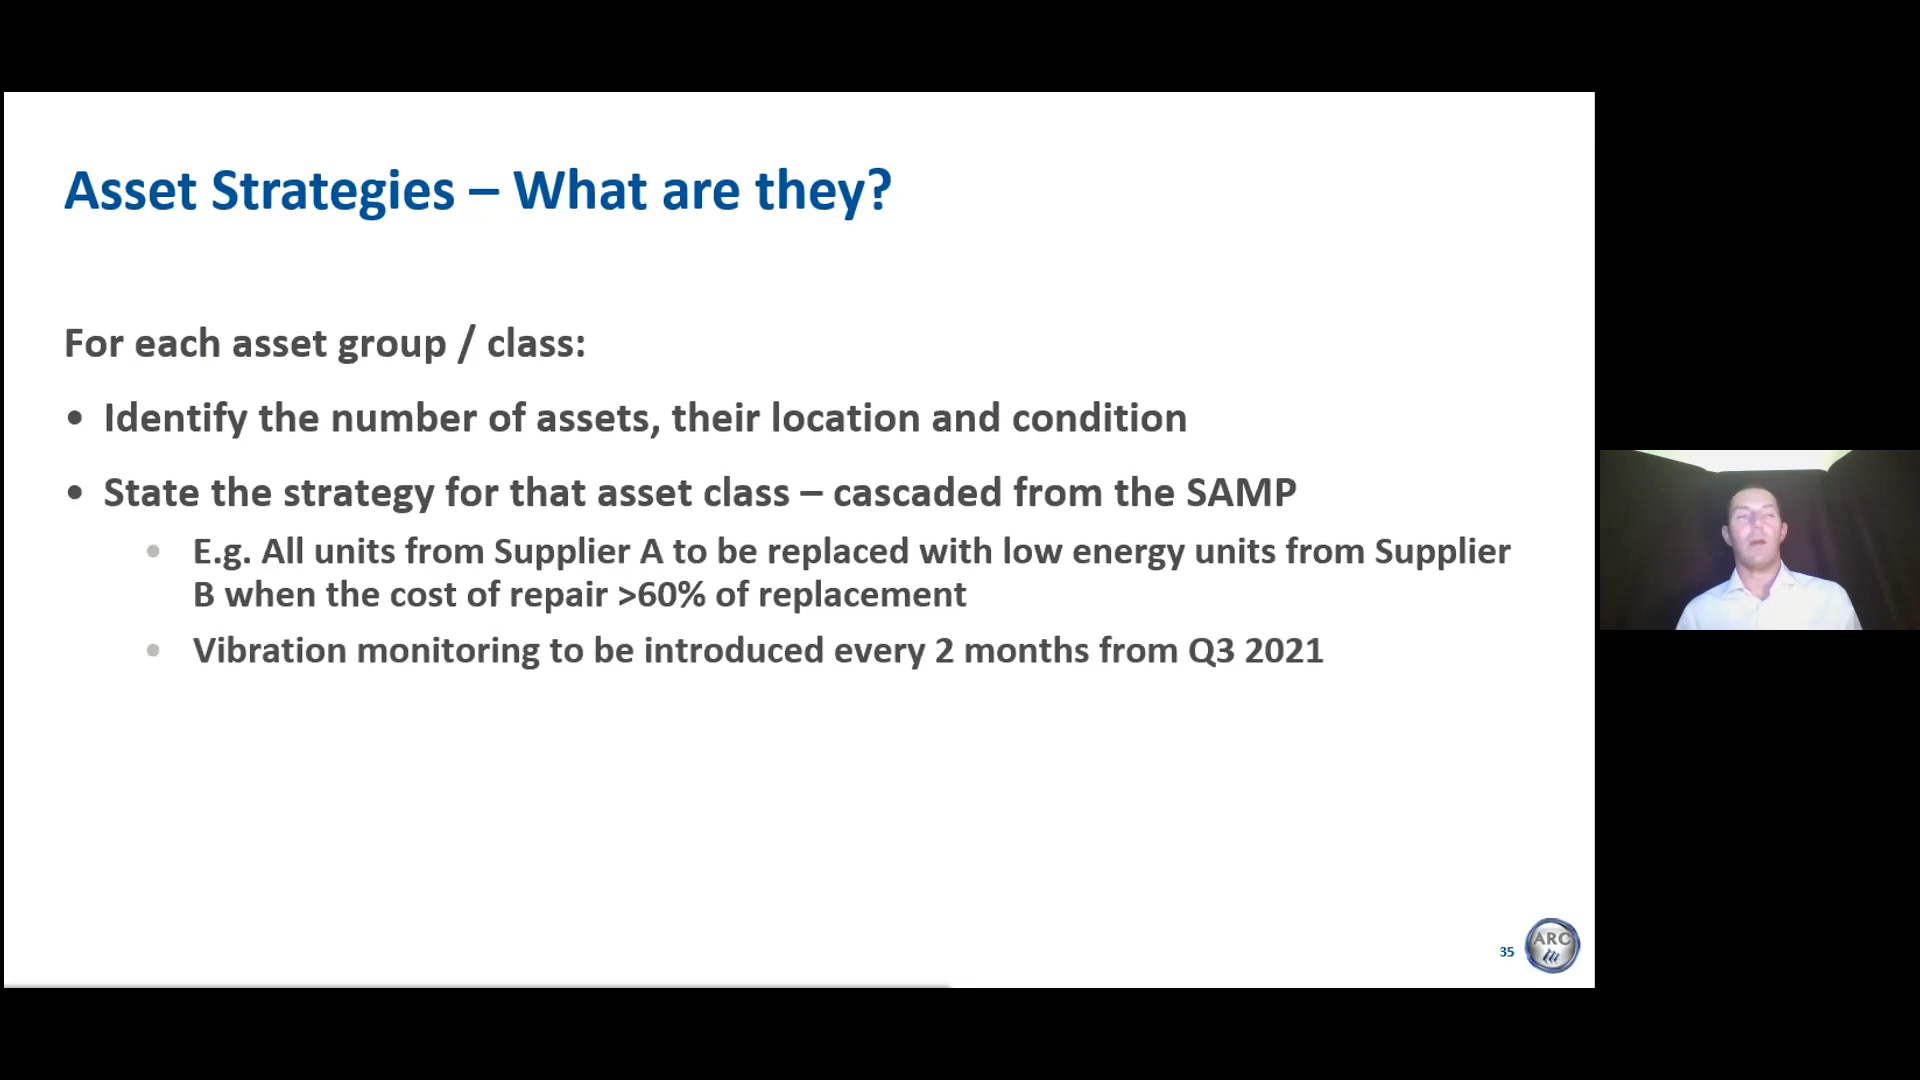 Asset Strategies – What are they?
For each asset group / class:
• Identify the number of assets, their location and condition
• State the strategy for that asset class – cascaded from the SAMP
• E.g. All units from Supplier A to be replaced with low energy units from Supplier
B when the cost of repair >60% of replacement
• Vibration monitoring to be introduced every 2 months from Q3 2021
35
ARC